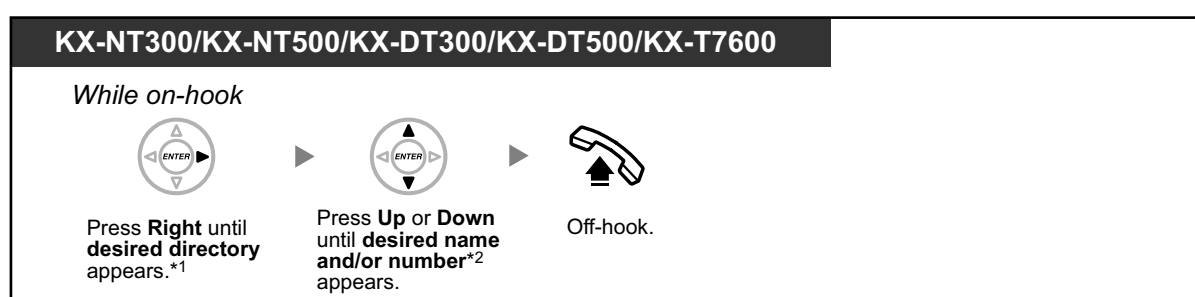 KX-NT300/KX-NT500/KX-DT300/KX-DT500/KX-T7600
While on-hook
ENTER
ENTER
Press Right until
desired directory
appears.*1
Press Up or Down
until desired name
and/or number*2
appears.
Off-hook.